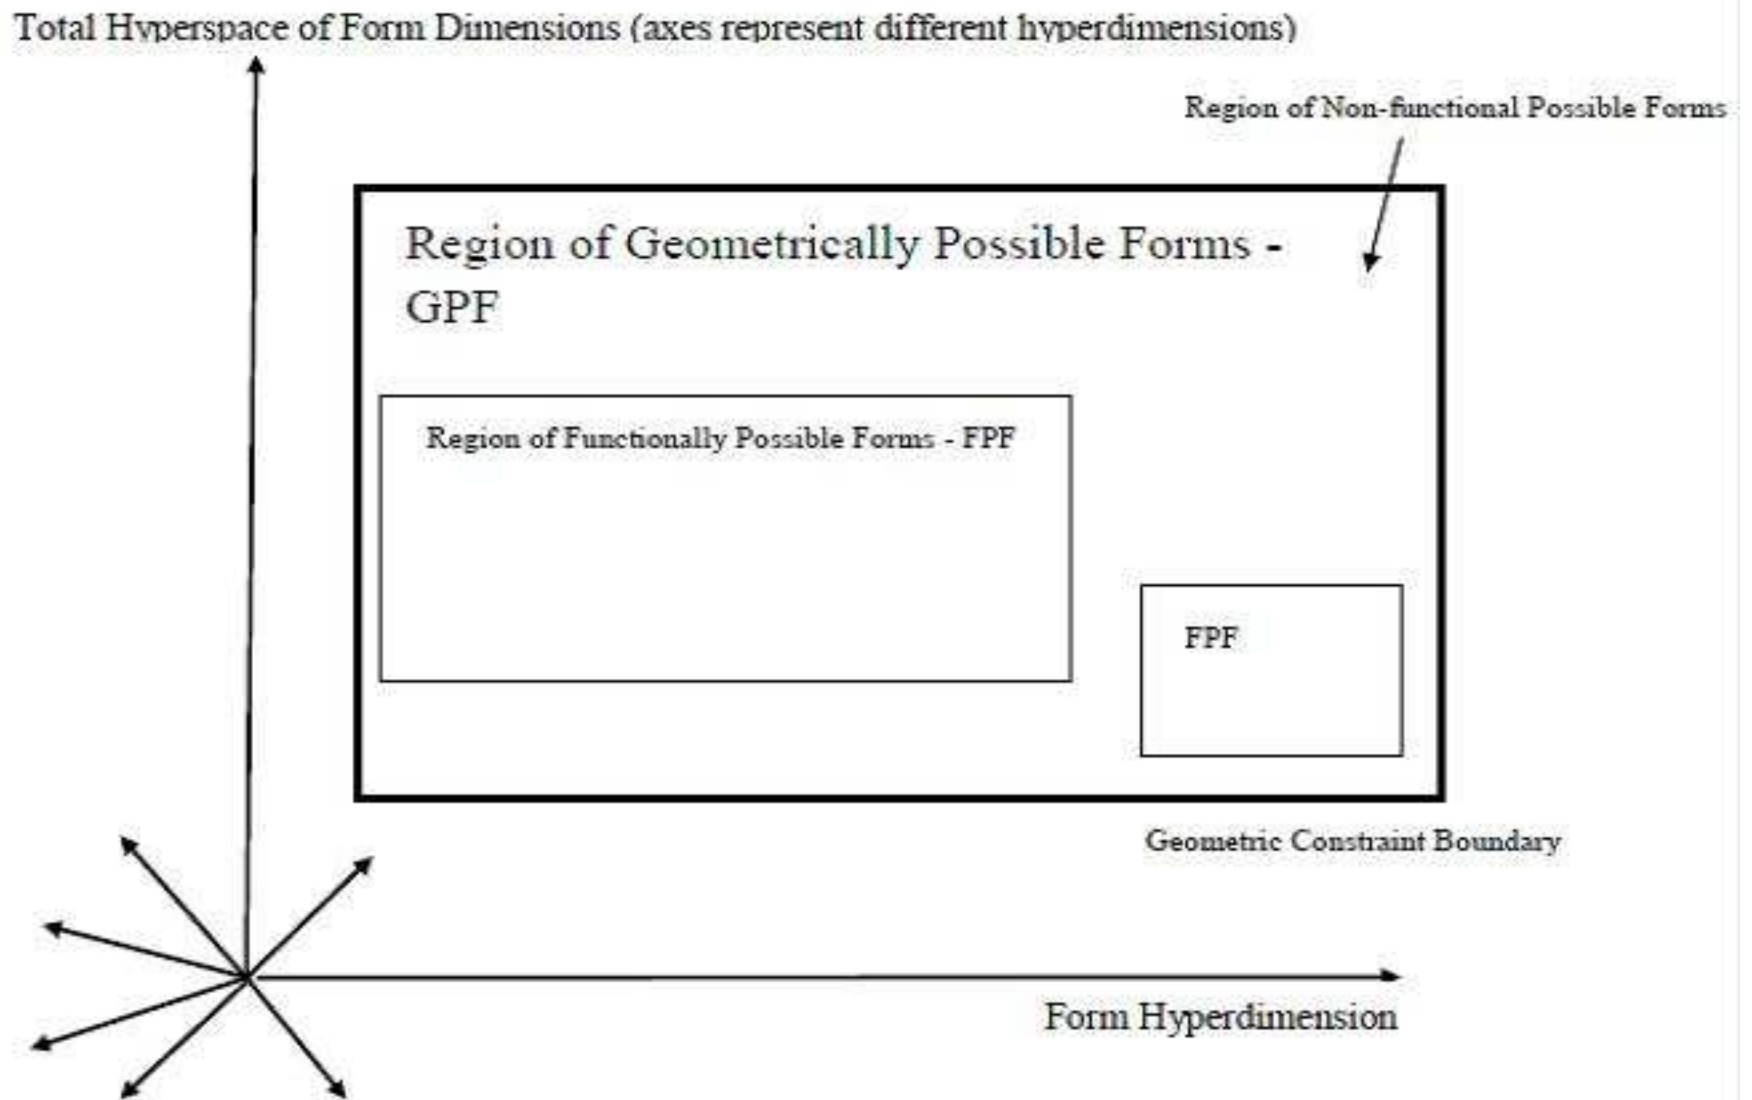 Total Hyperspace of Form Dimensions (axes represent different hyperdimensions)
Region of Non-functional Possible Forms
Region of Geometrically Possible Forms -
GPF
Region of Functionally Possible Forms - FPF
FPF
Geometric Constraint Boundary
Form Hyperdimension